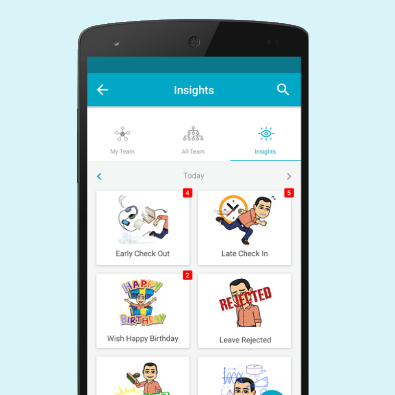 Insights
My Team
All Team
Insights
Today
4
5
Early Check Out
Late Check In
2
HAPPY
BIRTHDAY
REJECTED
Wish Happy Birthday
Leave Rejected